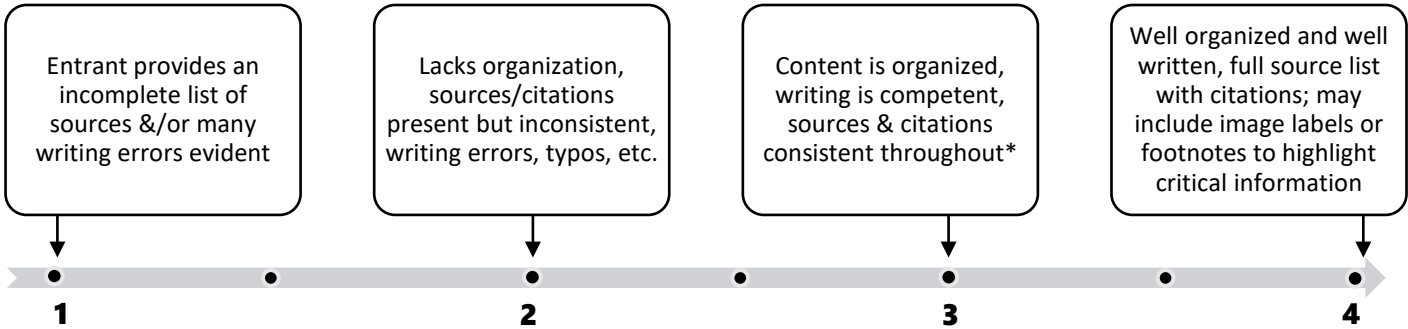 Entrant provides an
incomplete list of
sources &/or many
writing errors evident
Lacks organization,
sources/citations
present but inconsistent,
writing errors, typos, etc.
Content is organized,
writing is competent,
sources & citations
consistent throughout*
Well organized and well
written, full source list
with citations; may
include image labels or
footnotes to highlight
critical information
1
2
3
4